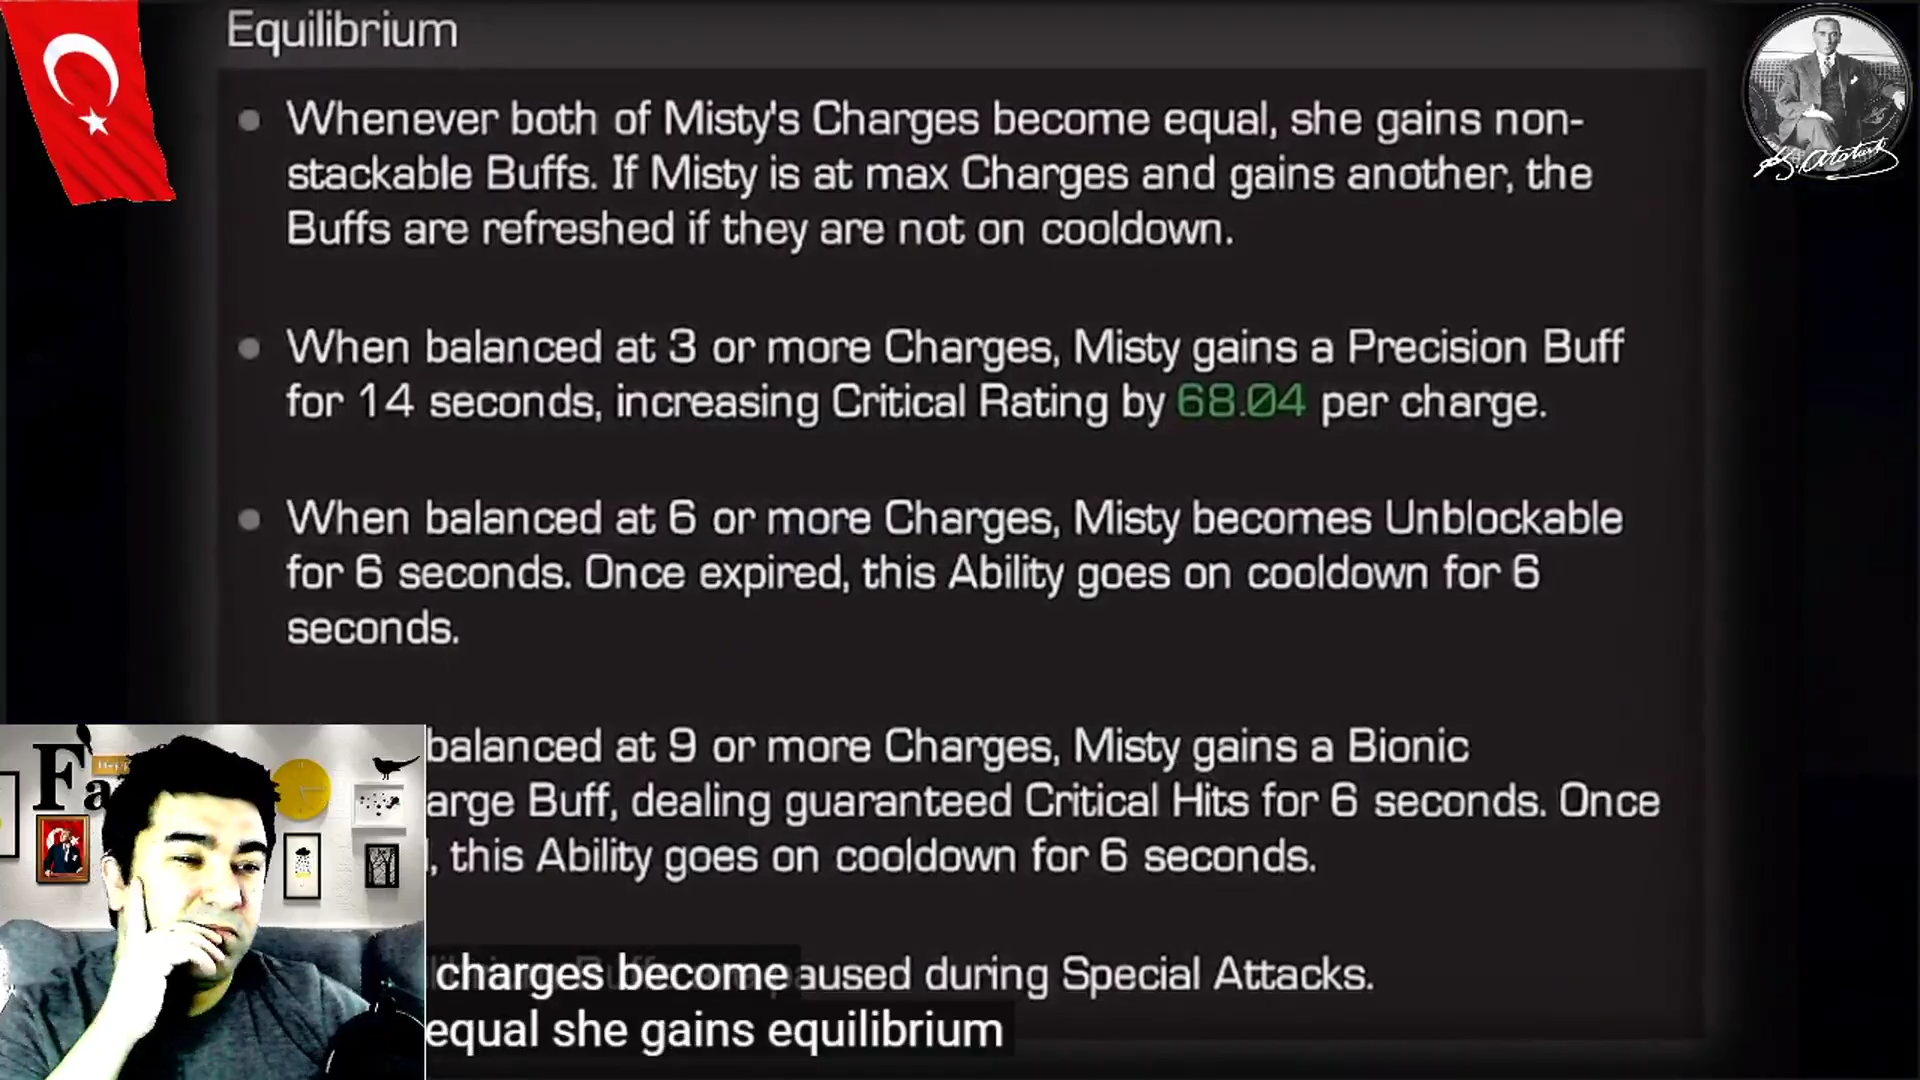 Equilibrium
Whenever both of Misty's Charges become equal, she gains non-
stackable Buffs. If Misty is at max Charges and gains another, the
Buffs are refreshed if they are not on cooldown.
When balanced at 3 or more Charges, Misty gains a Precision Buff
for 14 seconds, increasing Critical Rating by 68.04 per charge.
When balanced at 6 or more Charges, Misty becomes Unblockable
for 6 seconds. Once expired, this Ability goes on cooldown for 6
seconds.
balanced at 9 or more Charges, Misty gains a Bionic
arge Buff, dealing guaranteed Critical Hits for 6 seconds. Once
, this Ability goes on cooldown for 6 seconds.
aused during Special Attacks.
charges become
equal she gains equilibrium
Fa